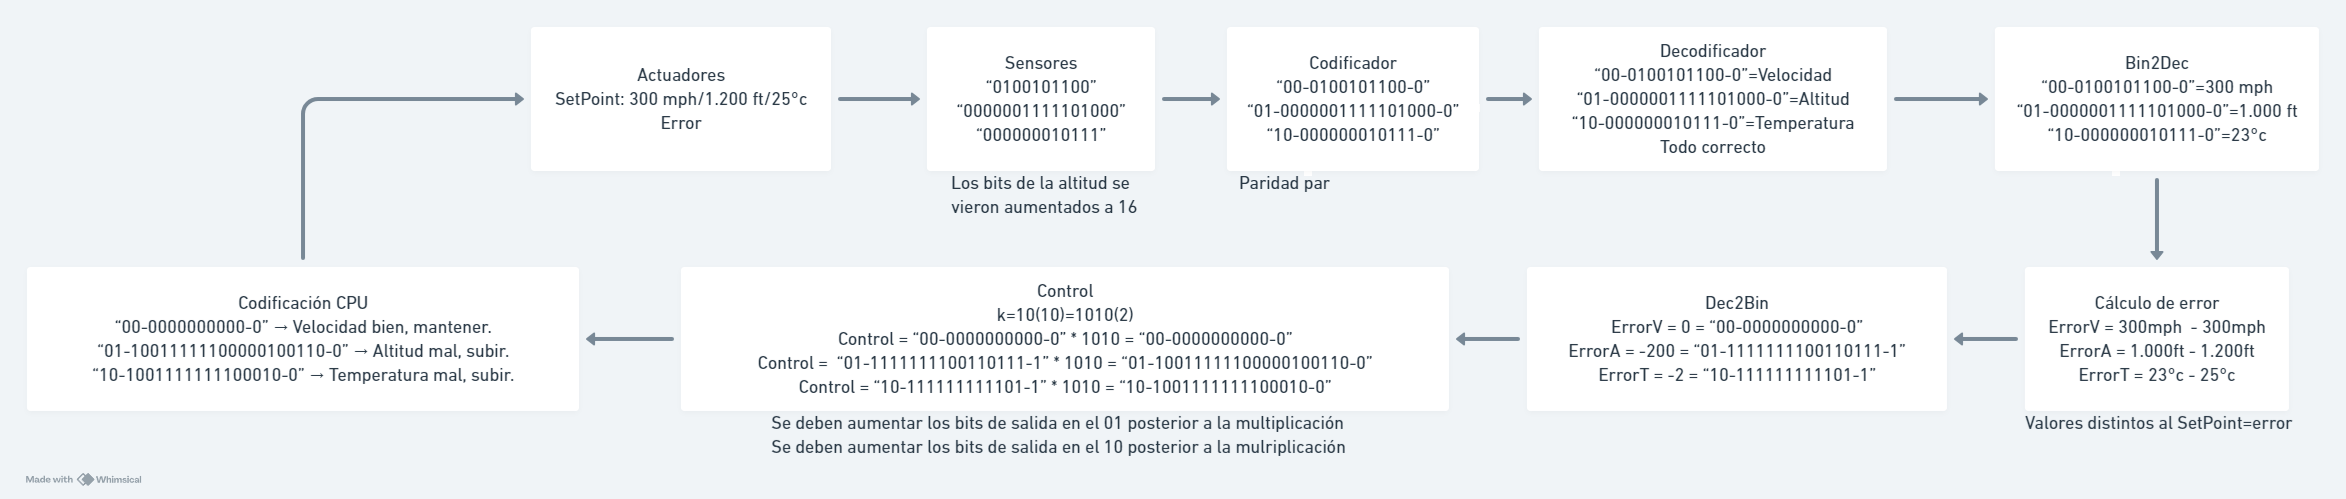 Actuadores
SetPoint: 300 mph/1.200 ft/25°c
Error
Sensores
“0100101100”
“0000001111101000”
“000000010111”
Los bits de la altitud se
vieron aumentados a 16
Codificador
“00-0100101100-0”
“01-0000001111101000-0”
“10-000000010111-0”
Paridad par
Decodificador
“00-0100101100-0”=Velocidad
“01-0000001111101000-0”=Altitud
“10-000000010111-0”=Temperatura
Todo correcto
Bin2Dec
“00-0100101100-0”=300 mph
“01-0000001111101000-0”=1.000 ft
“10-000000010111-0”=23°c
Cálculo de error
ErrorV = 300mph - 300mph
ErrorA = 1.000ft - 1.200ft
ErrorT = 23°c - 25°c
Valores distintos al SetPoint=error
Dec2Bin
ErrorV = 0 = “00-0000000000-0”
ErrorA = -200 = “01-1111111100110111-1”
ErrorT = -2 = “10-111111111101-1”
Control
k=10(10)=1010(2)
Control = “00-0000000000-0” * 1010 = “00-0000000000-0”
Control = “01-1111111100110111-1” * 1010 = “01-10011111100000100110-0”
Control = “10-111111111101-1” * 1010 = “10-1001111111100010-0”
Se deben aumentar los bits de salida en el 01 posterior a la multiplicación
Se deben aumentar los bits de salida en el 10 posterior a la mulriplicación
Codificación CPU
“00-0000000000-0” → Velocidad bien, mantener.
“01-10011111100000100110-0” → Altitud mal, subir.
“10-1001111111100010-0” → Temperatura mal, subir.
Made with Whimsical